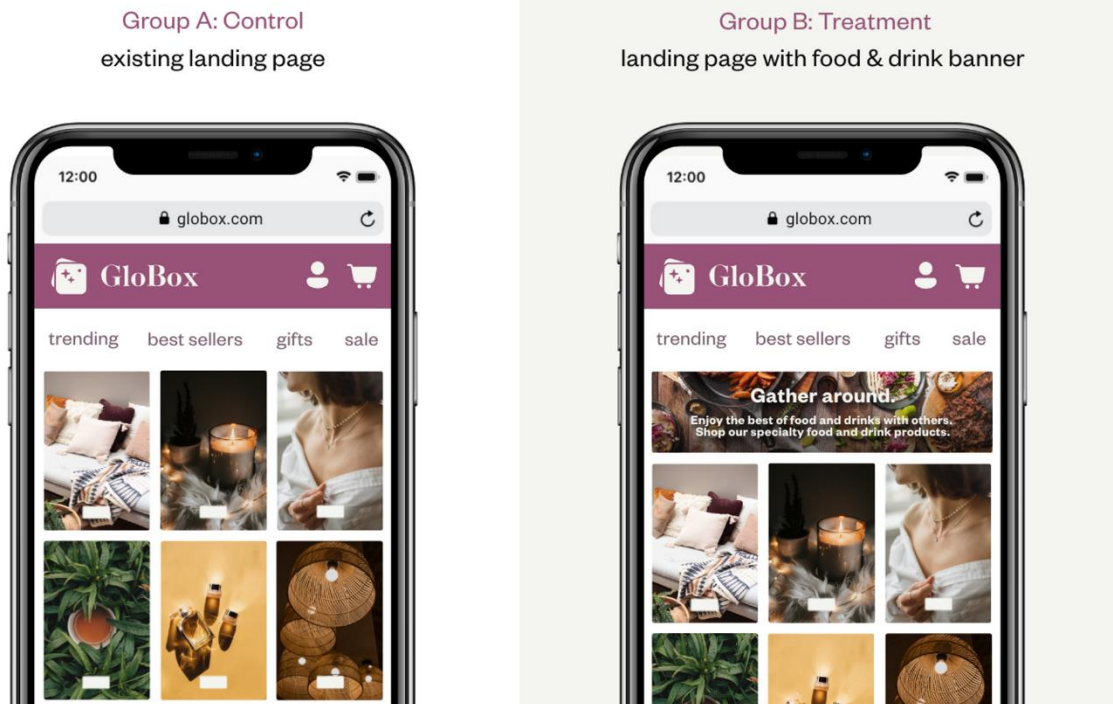 Group A: Control
existing landing page
12:00
globox.com
GloBox
trending best sellers gifts sale
Group B: Treatment
landing page with food & drink banner
12:00
globox.com
GloBox
trending best sellers gifts sale
Gather around.
Enjoy the best of food and drinks with others.
Shop our specialty food and drink products.